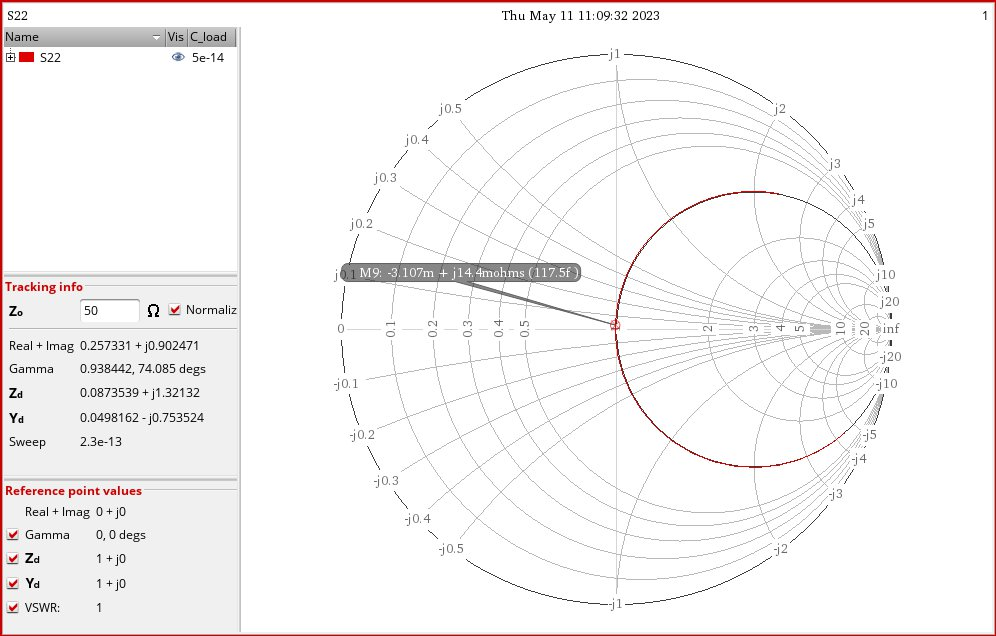 S22
Thu May 11 11:09:32 2023
1
Name Vis C_load
S22 5e-14
Tracking info
Zo 50 Ω Normaliz
Real + Imag 0.257331 + j0.902471
Gamma 0.938442, 74.085 degs
Zd 0.0873539 + j1.32132
Yd 0.0498162 - j0.753524
Sweep 2.3e-13
Reference point values
Real + Imag 0 + j0
Gamma 0, 0 degs
Zd 1 + j0
Yd 1 + j0
VSWR: 1
j1
j0.5 j2
j0.4
j0.3 j3
j0.2 j4
j5
j0.1 M9: -3.107m + j14.4mohms (117.5f ) j10
j20
0 0.1 0.2 0.3 0.4 0.5 2 3 4 5 10 20 inf
-j20
-j0.1 -j10
-j0.2 -j5
-j4
-j0.3 -j3
-j0.4
-j0.5 -j2
-j1